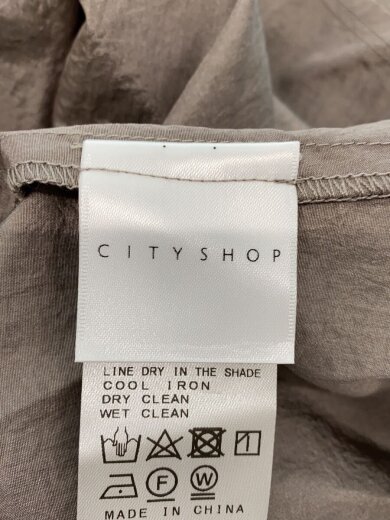 CITYSHOP
LINE DRY IN THE SHADE
COOL IRON
DRY CLEAN
WET CLEAN
F W
MADE IN CHINA